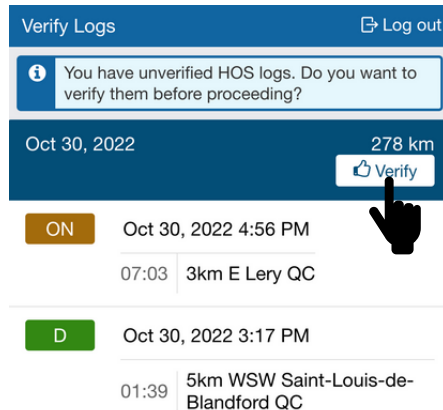 Verify Logs Log out
You have unverified HOS logs. Do you want to
verify them before proceeding?
Oct 30, 2022 278 km
Verify
ON Oct 30, 2022 4:56 PM
07:03 3km E Lery QC
D Oct 30, 2022 3:17 PM
01:39 5km WSW Saint-Louis-de-
Blandford QC